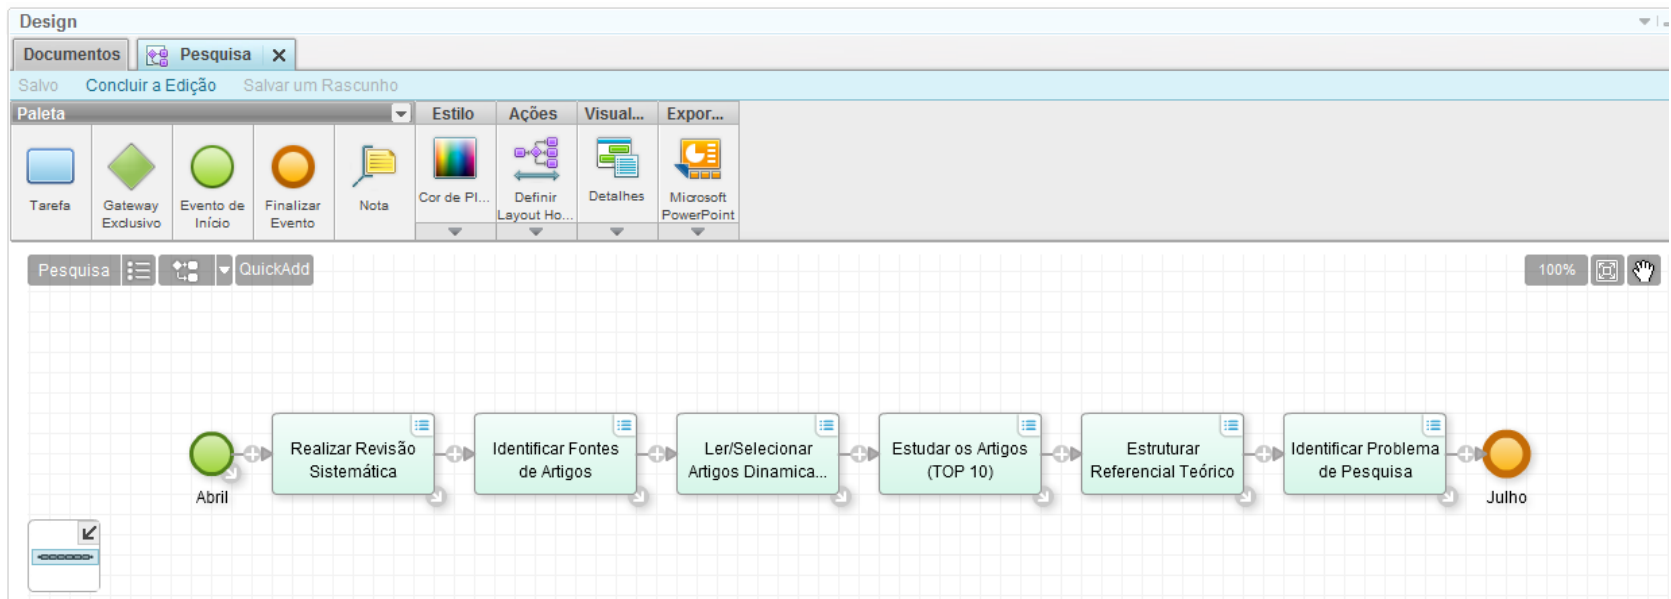 Design
Documentos Pesquisa
Salvo Concluir a Edição Salvar um Rascunho
Paleta Estilo Ações Visual... Expor...
Tarefa
Gateway
Exclusivo
Evento de
Início
Finalizar
Evento
Nota
Cor de Pl...
Definir
Layout Ho...
Detalhes
Microsoft
PowerPoint
Pesquisa QuickAdd 100%
Abril
Realizar Revisão
Sistemática
Identificar Fontes
de Artigos
Ler/Selecionar
Artigos Dinamica...
Estudar os Artigos
(TOP 10)
Estruturar
Referencial Teórico
Identificar Problema
de Pesquisa
Julho